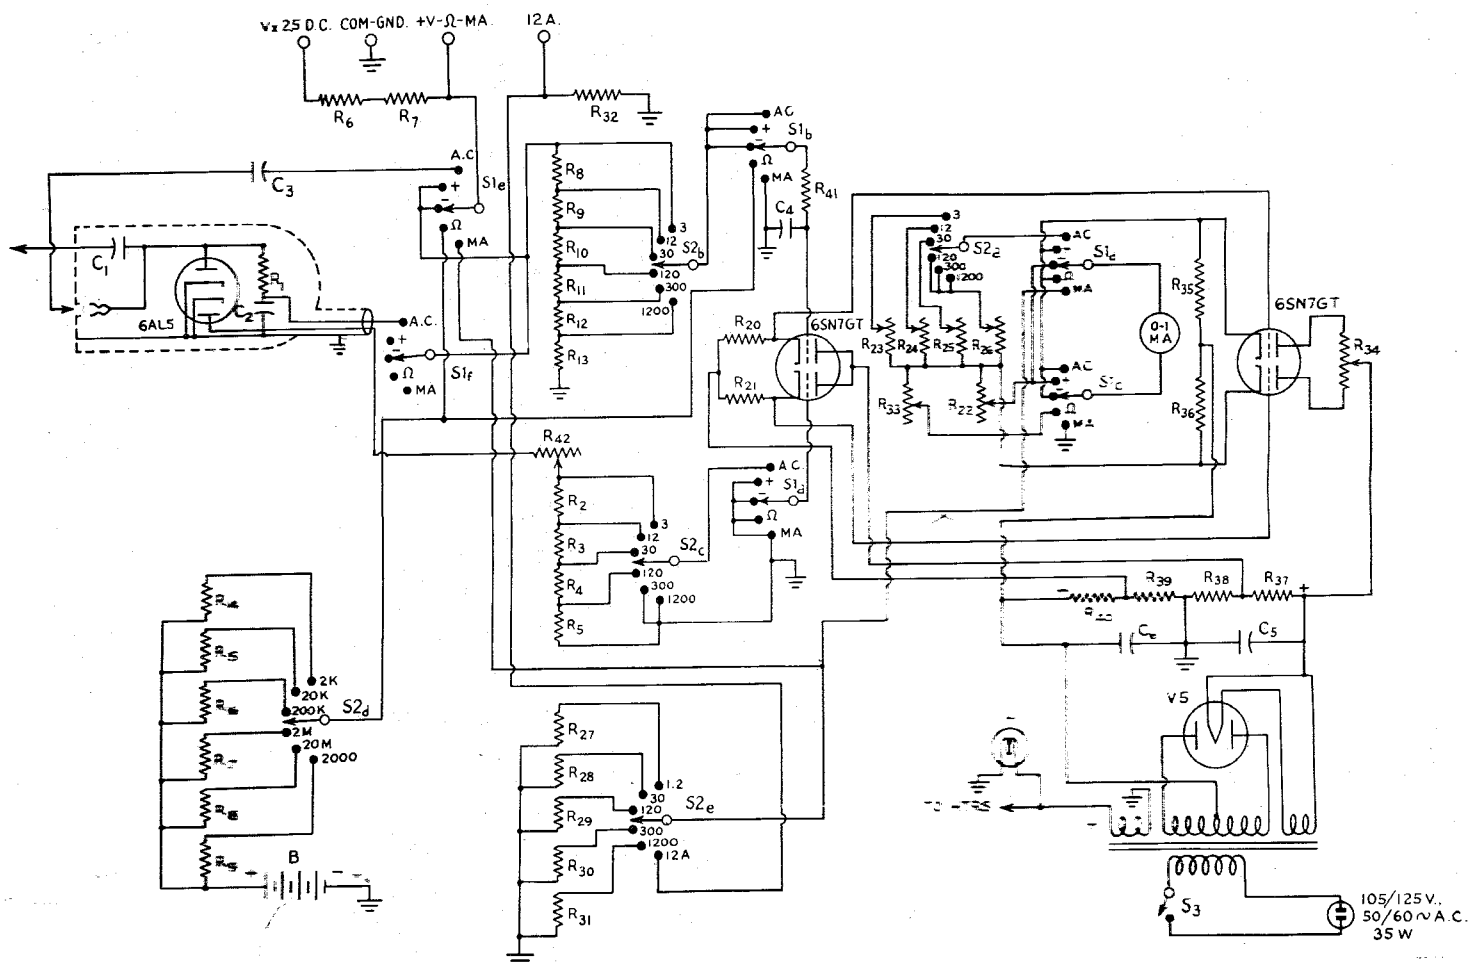 V x 2.5 D.C. COM-GND. +V-Ω-MA. 12 A.
R6 R7 R32
C3
A.C
+
-
S1e
Ω
MA
C1
R1
C2
6AL5
A.C.
+
-
Ω
S1f
MA
R8
R9
R10
R11
R12
R13
3
12
30
S2b
120
300
1200
AC
+
-
S1b
Ω
MA
R41
C4
R20
R21
6SN7GT
3
12
30
120
300
1200
R23 R24 R25 R26
R33 R22
AC
-
Ω
MA
0-1
MA
AC
+
-
S1c
Ω
R35
R36
6SN7GT
R34
R42
R2
R3
R4
R5
3
12
30
S2c
120
300
1200
AC
+
-
S1d
Ω
MA
- R39 R38 R37 +
C5
V5
2K
20K
200K
S2d
2M
20M
2000
+ B -
R27
R28
R29
R30
R31
1.2
30
120
S2e
300
1200
12A
S3
105/125 V.,
50/60 ~ A.C.
35 W